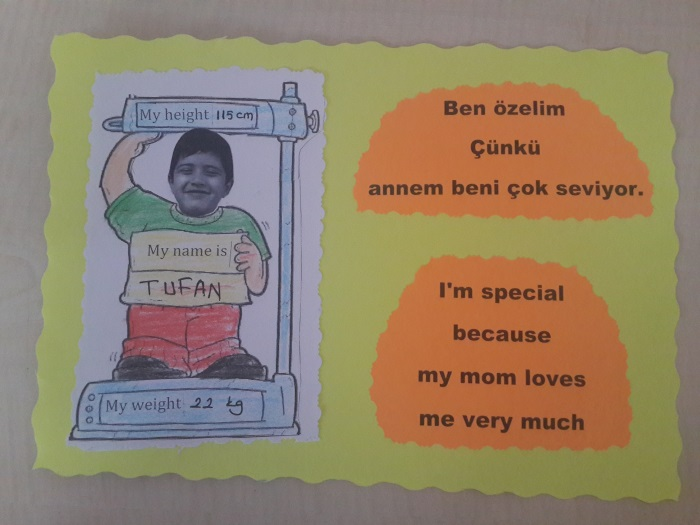 My height 115 cm
My name is
TUFAN
My weight 22 kg
Ben özelim
Çünkü
annem beni çok seviyor.
I'm special
because
my mom loves
me very much